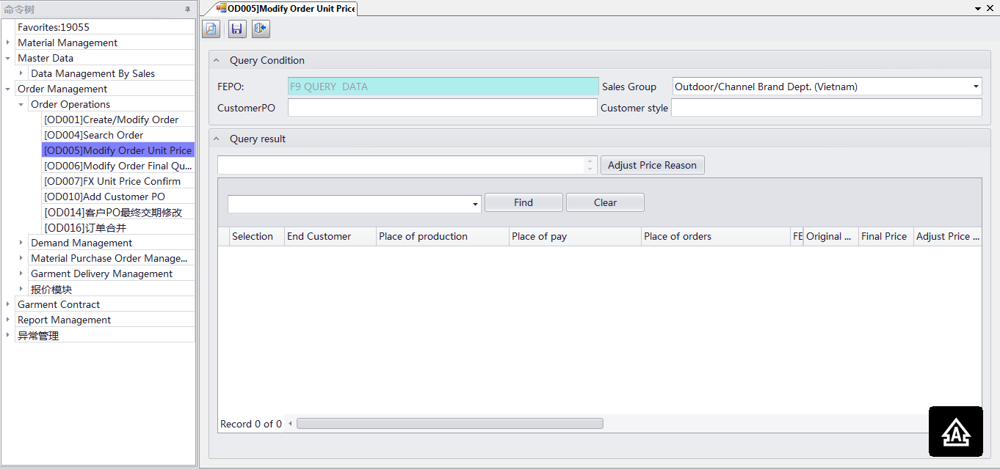 命令树
Favorites:19055
Material Management
Master Data
Data Management By Sales
Order Management
Order Operations
[OD001]Create/Modify Order
[OD004]Search Order
[OD005]Modify Order Unit Price
[OD006]Modify Order Final Qu...
[OD007]FX Unit Price Confirm
[OD010]Add Customer PO
[OD014]客户PO最终交期修改
[OD016]订单合并
Demand Management
Material Purchase Order Manage...
Garment Delivery Management
报价模块
Garment Contract
Report Management
异常管理
OD005]Modify Order Unit Price
Query Condition
FEPO: F9 QUERY DATA Sales Group Outdoor/Channel Brand Dept. (Vietnam)
CustomerPO Customer style
Query result
Adjust Price Reason
Find Clear
Selection End Customer Place of production Place of pay Place of orders FE Original ... Final Price Adjust Price ...
Record 0 of 0
A